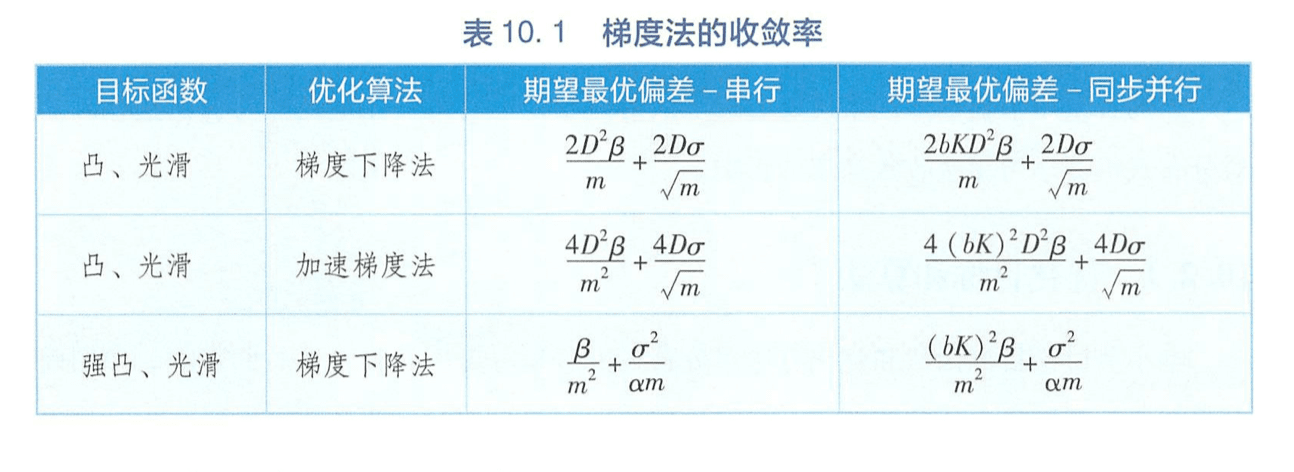 表 10. 1 梯度法的收敛率
目标函数 优化算法 期望最优偏差 – 串行 期望最优偏差 – 同步并行
凸、光滑 梯度下降法 $\frac{2D^2\beta}{m}+\frac{2D\sigma}{\sqrt{m}}$ $\frac{2bKD^2\beta}{m}+\frac{2D\sigma}{\sqrt{m}}$
凸、光滑 加速梯度法 $\frac{4D^2\beta}{m^2}+\frac{4D\sigma}{\sqrt{m}}$ $\frac{4(bK)^2D^2\beta}{m^2}+\frac{4D\sigma}{\sqrt{m}}$
强凸、光滑 梯度下降法 $\frac{\beta}{m^2}+\frac{\sigma^2}{\alpha m}$ $\frac{(bK)^2\beta}{m^2}+\frac{\sigma^2}{\alpha m}$